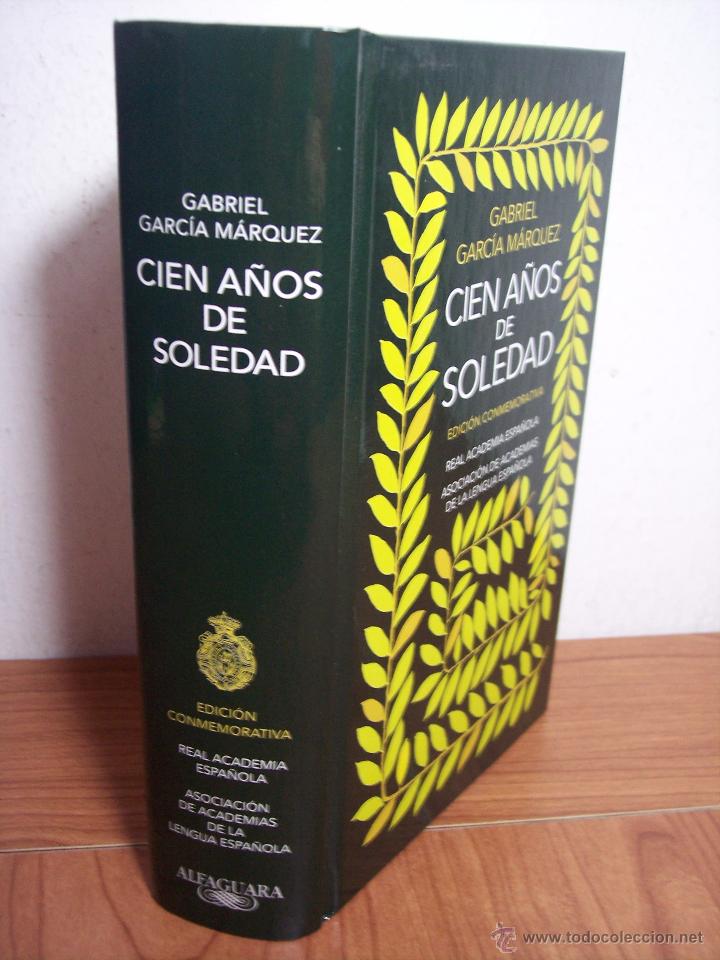 GABRIEL
GARCÍA MÁRQUEZ
CIEN AÑOS
DE
SOLEDAD
EDICIÓN
CONMEMORATIVA
REAL ACADEMIA
ESPAÑOLA
ASOCIACIÓN
DE ACADEMIAS
DE LA
LENGUA ESPAÑOLA
ALFAGUARA
GABRIEL
GARCÍA MÁRQUEZ
CIEN AÑOS
DE
SOLEDAD
EDICIÓN CONMEMORATIVA
REAL ACADEMIA ESPAÑOLA
ASOCIACIÓN DE ACADEMIAS
DE LA LENGUA ESPAÑOLA
© www.todocoleccion.net